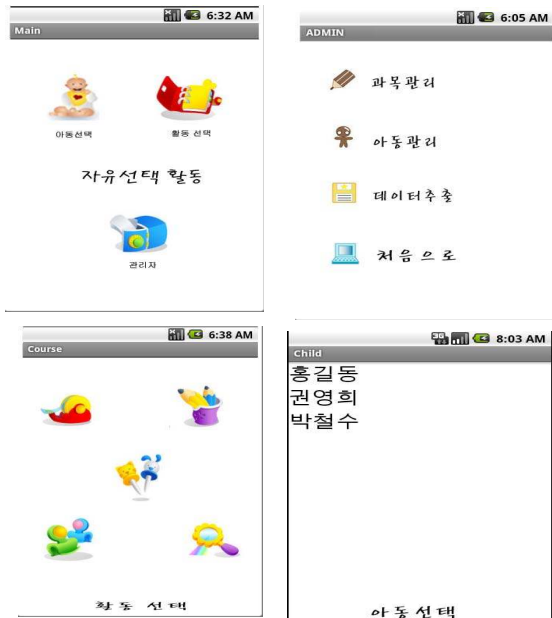 6:32 AM
Main
아동선택
활동 선택
자유선택 활동
관리자
6:05 AM
ADMIN
과목관리
아동관리
데이터추출
처음으로
6:38 AM
Course
활동 선택
3G
8:03 AM
Child
홍길동
권영희
박철수
아동선택